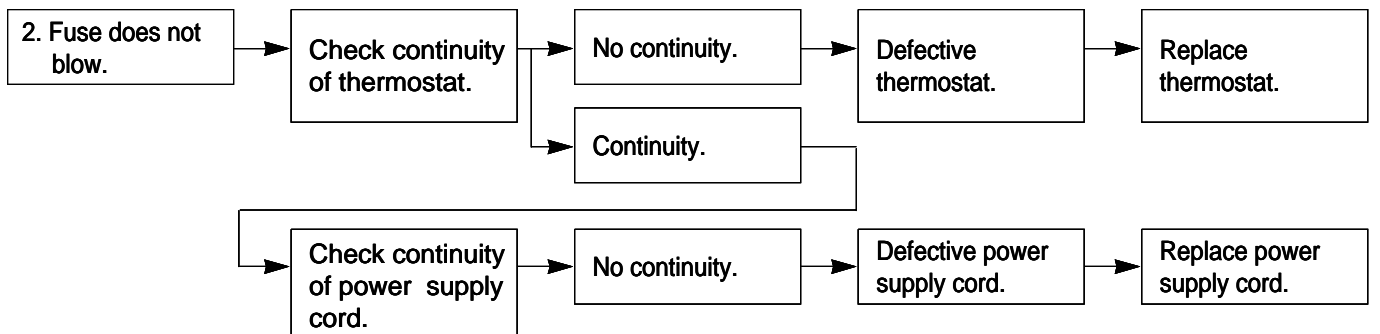 2. Fuse does not
blow.
Check continuity
of thermostat.
No continuity.
Defective
thermostat.
Replace
thermostat.
Continuity.
Check continuity
of power supply
cord.
No continuity.
Defective power
supply cord.
Replace power
supply cord.